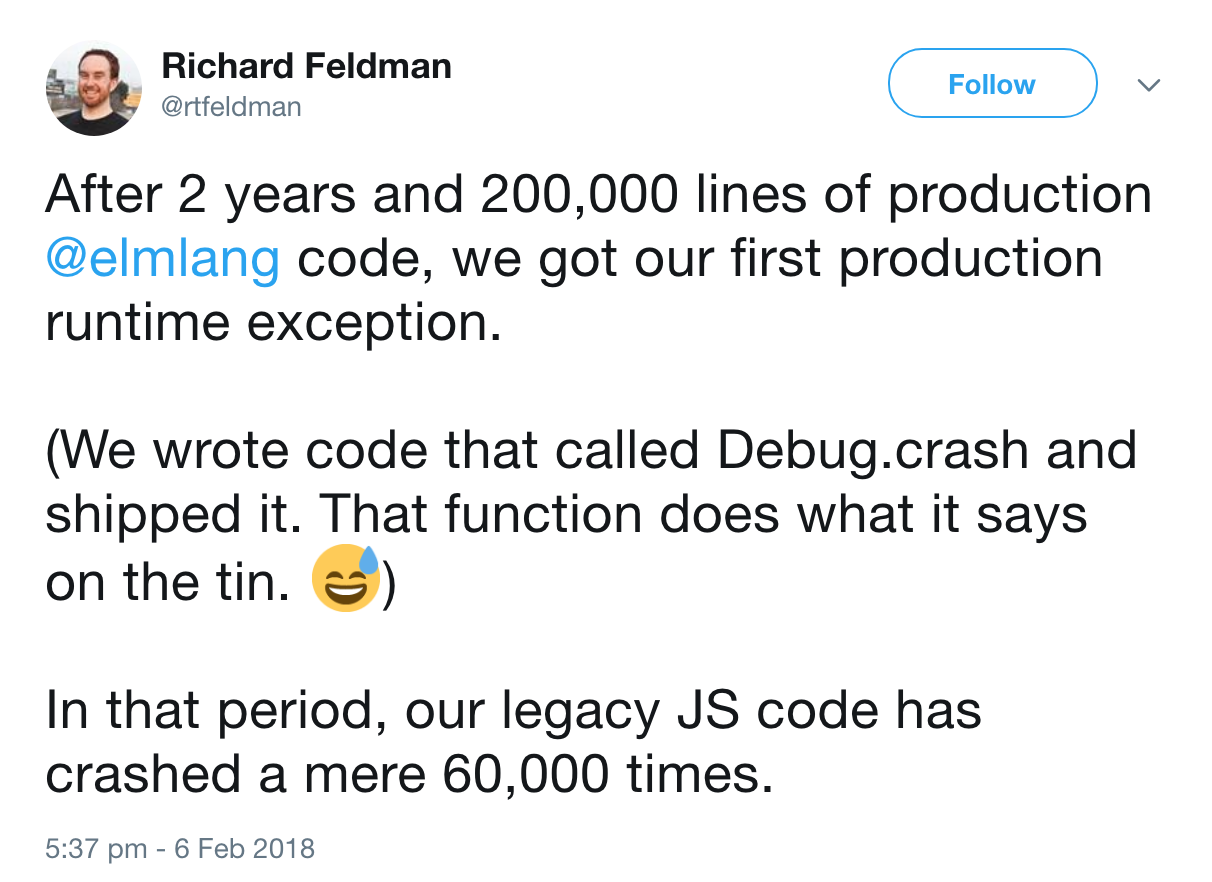 Richard Feldman
@rtfeldman
Follow
After 2 years and 200,000 lines of production
@elmlang code, we got our first production
runtime exception.
(We wrote code that called Debug.crash and
shipped it. That function does what it says
on the tin. 😅)
In that period, our legacy JS code has
crashed a mere 60,000 times.
5:37 pm - 6 Feb 2018